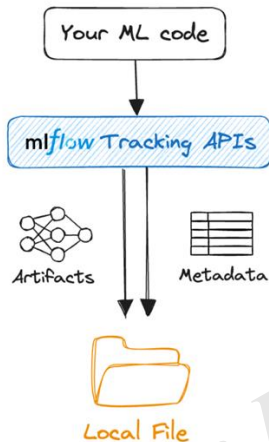 Your ML code
mlflow Tracking APIs
Artifacts
Metadata
Local File